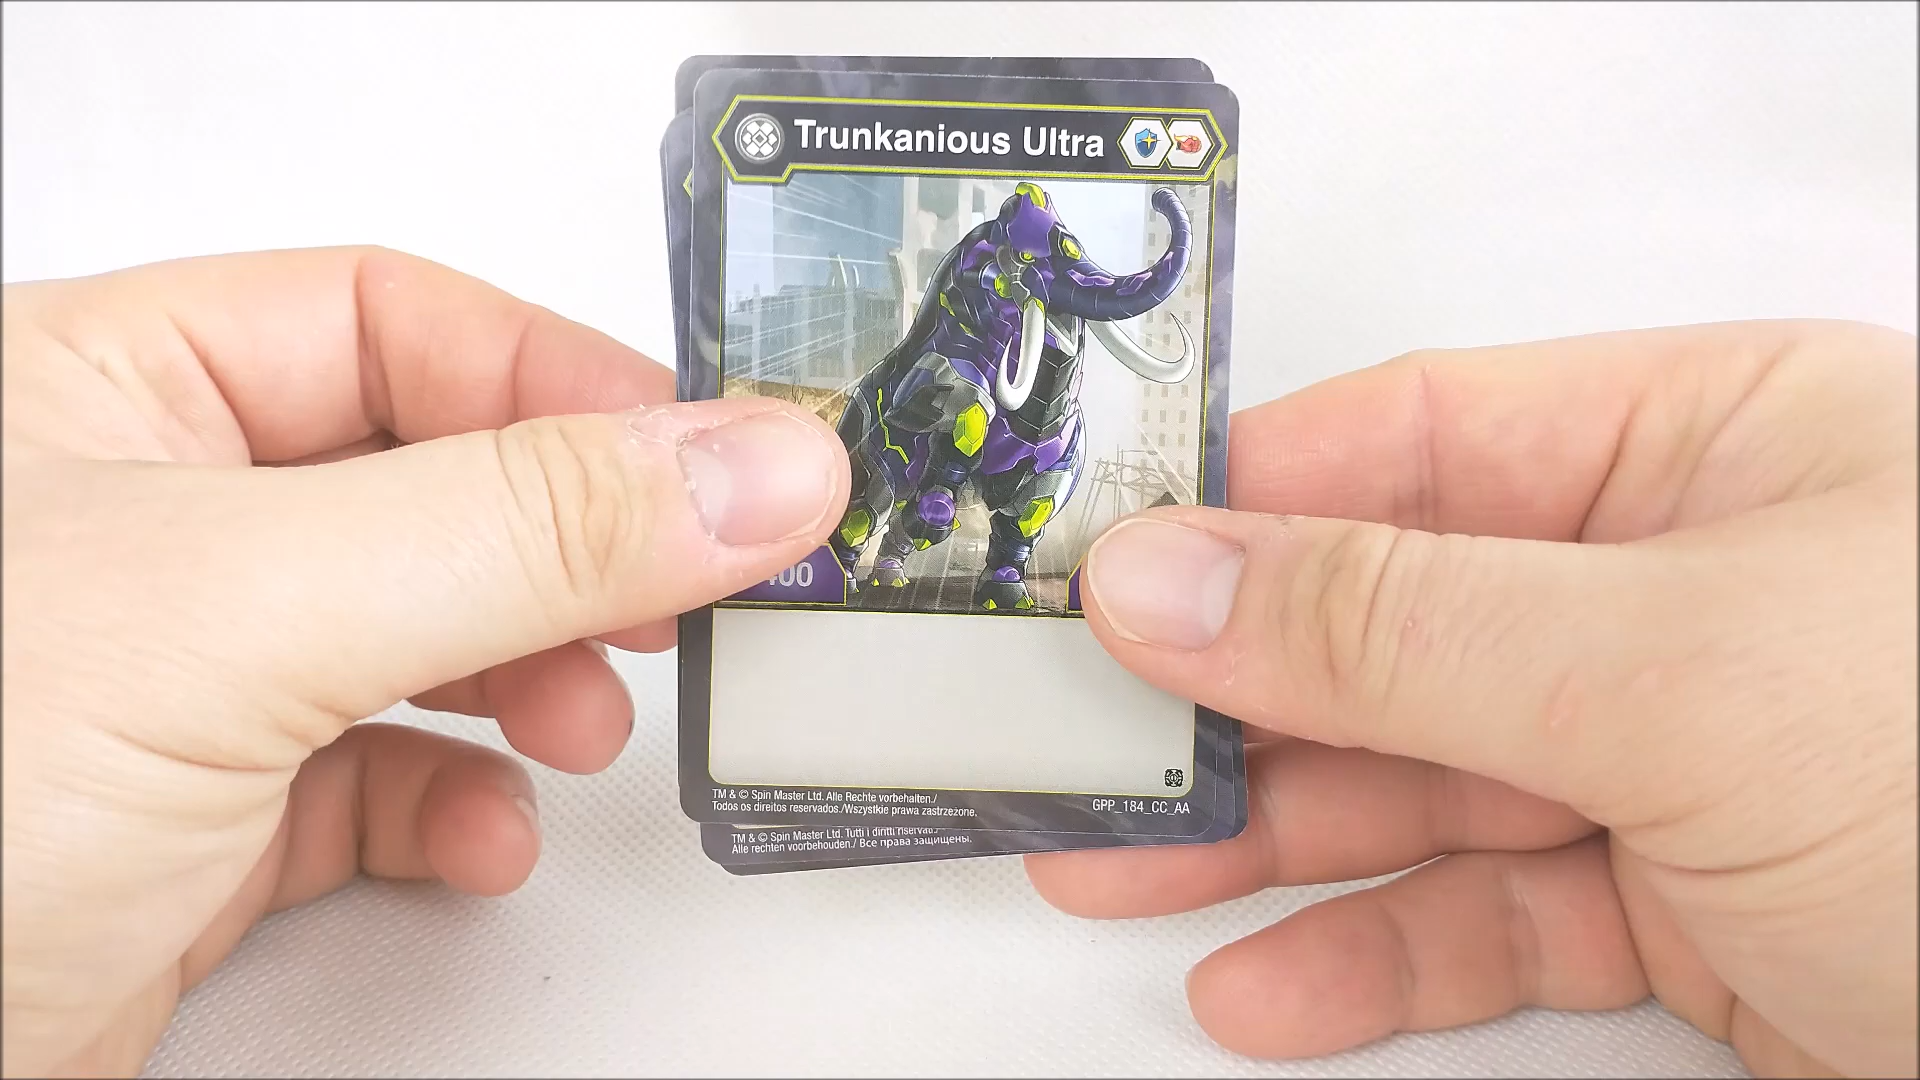 Trunkanious Ultra
400
TM & © Spin Master Ltd. Alle Rechte vorbehalten./
Todos os direitos reservados./Wszystkie prawa zastrzeżone.
GPP_184_CC_AA
TM & © Spin Master Ltd. Tutti i diritti riservati./
Alle rechten voorbehouden./ Все права защищены.